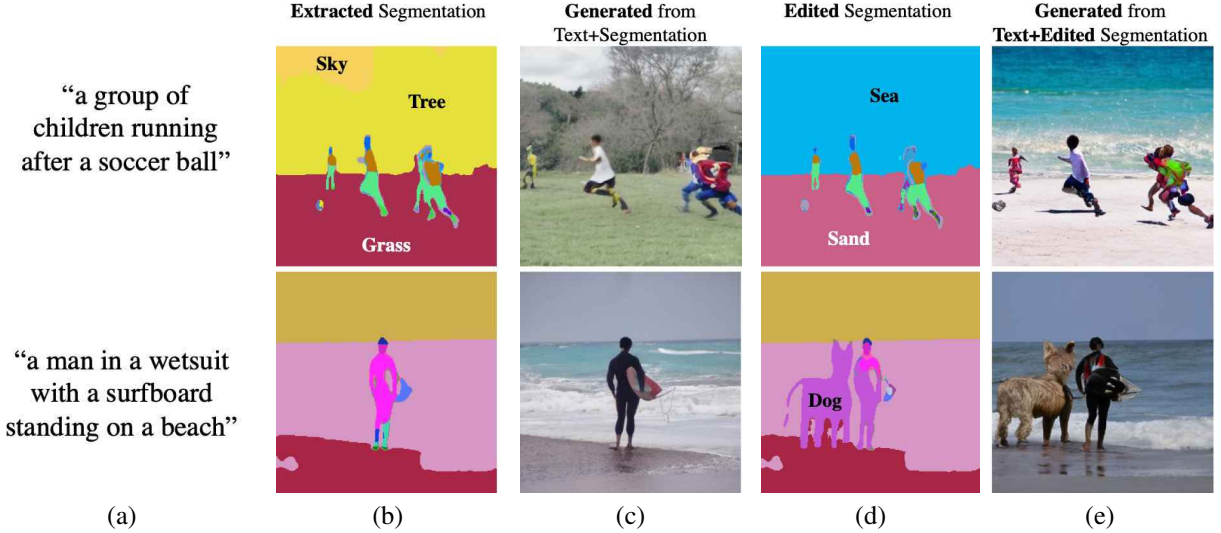 Extracted Segmentation
Generated from
Text+Segmentation
Edited Segmentation
Generated from
Text+Edited Segmentation
“a group of
children running
after a soccer ball”
Sky
Tree
Grass
Sea
Sand
“a man in a wetsuit
with a surfboard
standing on a beach”
Dog
(a)
(b)
(c)
(d)
(e)